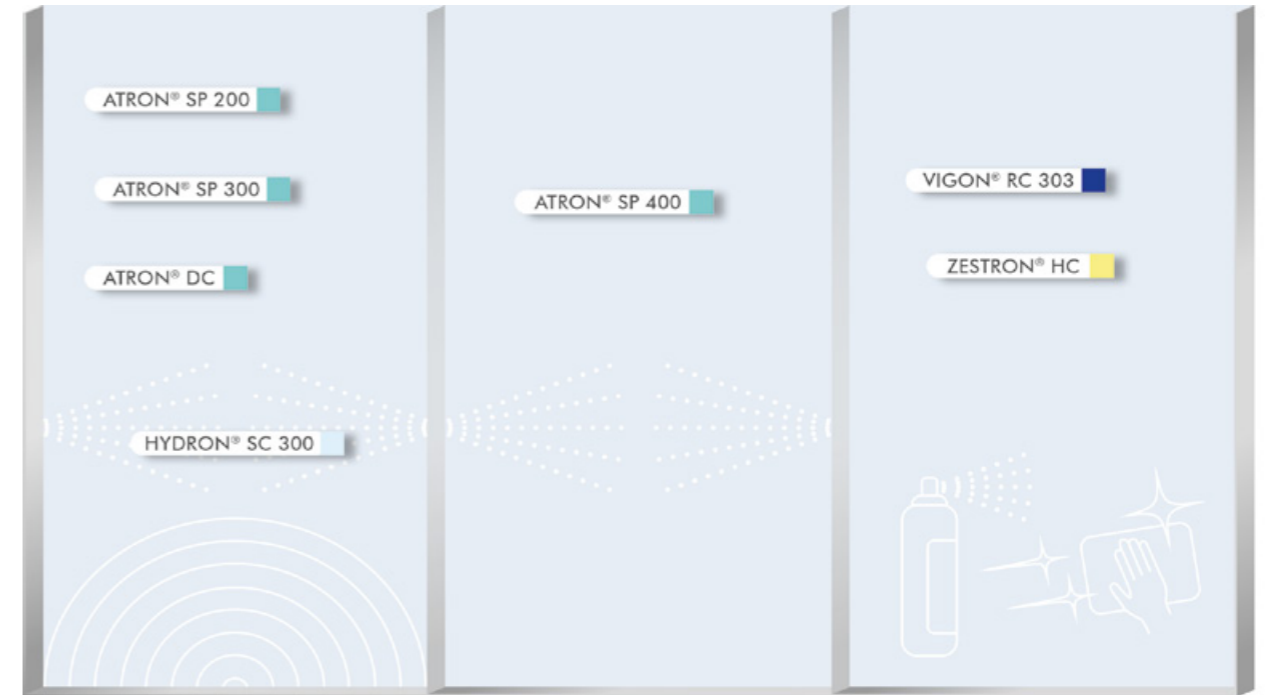 ATRON® SP 200
ATRON® SP 300
ATRON® DC
HYDRON® SC 300
ATRON® SP 400
VIGON® RC 303
ZESTRON® HC